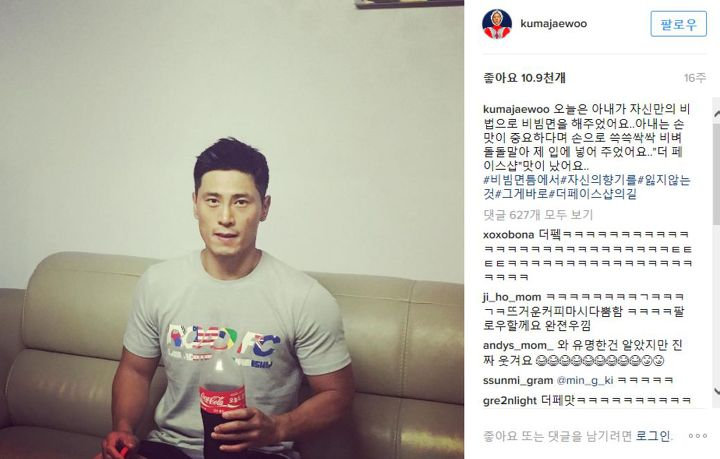 kumajaewoo
팔로우
좋아요 10.9천개
16주
kumajaewoo 오늘은 아내가 자신만의 비
법으로 비빔면을 해주었어요..아내는 손
맛이 중요하다며 손으로 쓱쓱싹싹 비벼
돌돌말아 제 입에 넣어 주었어요.."더 페
이스샵"맛이 났어요..
#비빔면틈에서#자신의향기를#잃지않는
것#그게바로#더페이스샵의길
댓글 627개 모두 보기
xoxobona 더펰ㅋㅋㅋㅋㅋㅋㅋㅋㅋㅋㅋ
ㅋㅋㅋㅋㅋㅋㅋㅋㅋㅋㅋㅋㅋㅋㅋㅋㅌㅌ
ㅌㅌㅋㅋㅋㅋㅋㅋㅋㅋㅋㅋㅋㅋㅋㅋㅋㅋ
ㅋㅋㅋㅋ
ji_ho_mom ㅋㅋㅋㅋㅋㅋㅋㅋㄱㅋㅋㅋ
ㄱㅋ뜨거운커피마시다뿜함 ㅋㅋㅋㅋ팔
로우할께요 완젼우낌
andys_mom_ 와 유명한건 알았지만 진
짜 웃겨요 😂😂😂😂😂😂😂😂😂😜😜
ssunmi_gram @min_g_ki ㅋㅋㅋㅋㅋ
gre2nlight 더페맛ㅋㅋㅋㅋㅋㅋㅋㅋㅋㅋ
좋아요 또는 댓글을 남기려면 로그인.
ROAD FC
Coca-Cola